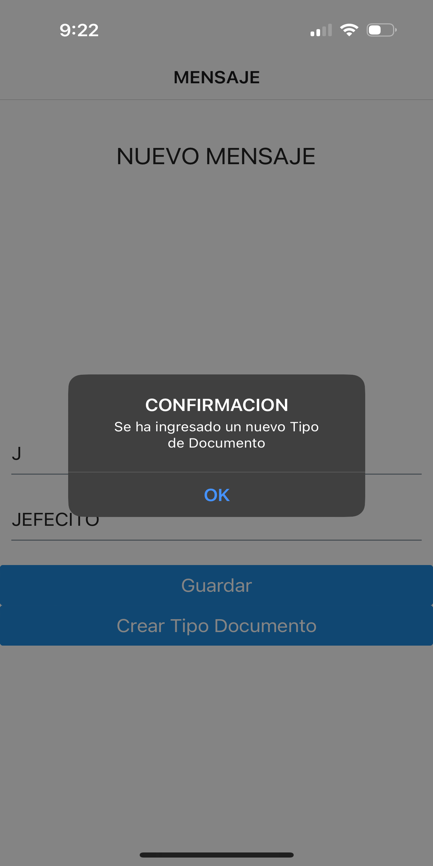 9:22
MENSAJE
NUEVO MENSAJE
CONFIRMACION
Se ha ingresado un nuevo Tipo
de Documento
J
OK
JEFECITO
Guardar
Crear Tipo Documento